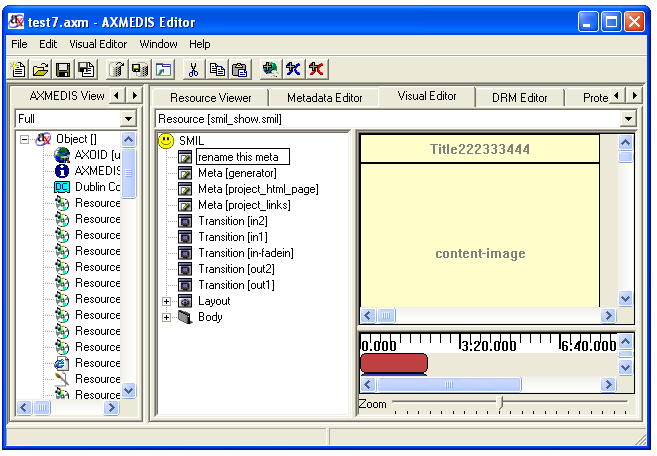 test7.axm - AXMEDIS Editor
File Edit Visual Editor Window Help
AXMEDIS View
Resource Viewer Metadata Editor Visual Editor DRM Editor Prote
Full
Resource [smil_show.smil]
Object []
AXOID [u
AXMEDIS
DC Dublin Co
Resource
Resource
Resource
Resource
Resource
Resource
Resource
Resource
Resource
Resource
Resource
Resource
Resource
SMIL
rename this meta
Meta [generator]
Meta [project_html_page]
Meta [project_links]
Transition [in2]
Transition [in1]
Transition [in-fadein]
Transition [out2]
Transition [out1]
Layout
Body
Title222333444
content-image
0.000 3:20.000 6:40.000
Zoom